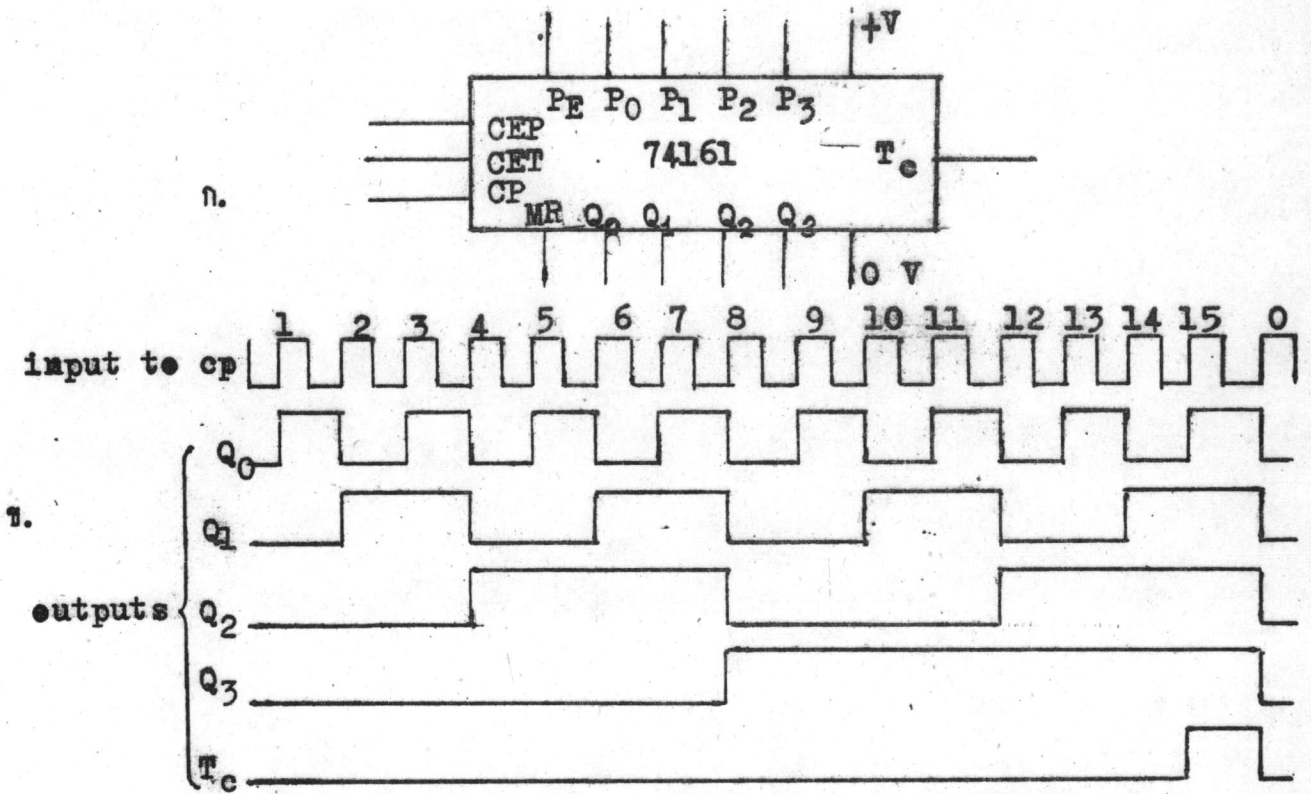 +V
PE P0 P1 P2 P3
CEP
CET 74161 Tc
CP
ก.
MR Q0 Q1 Q2 Q3
0 V
1 2 3 4 5 6 7 8 9 10 11 12 13 14 15 0
input to cp
Q0
ข.
Q1
outputs Q2
Q3
Tc